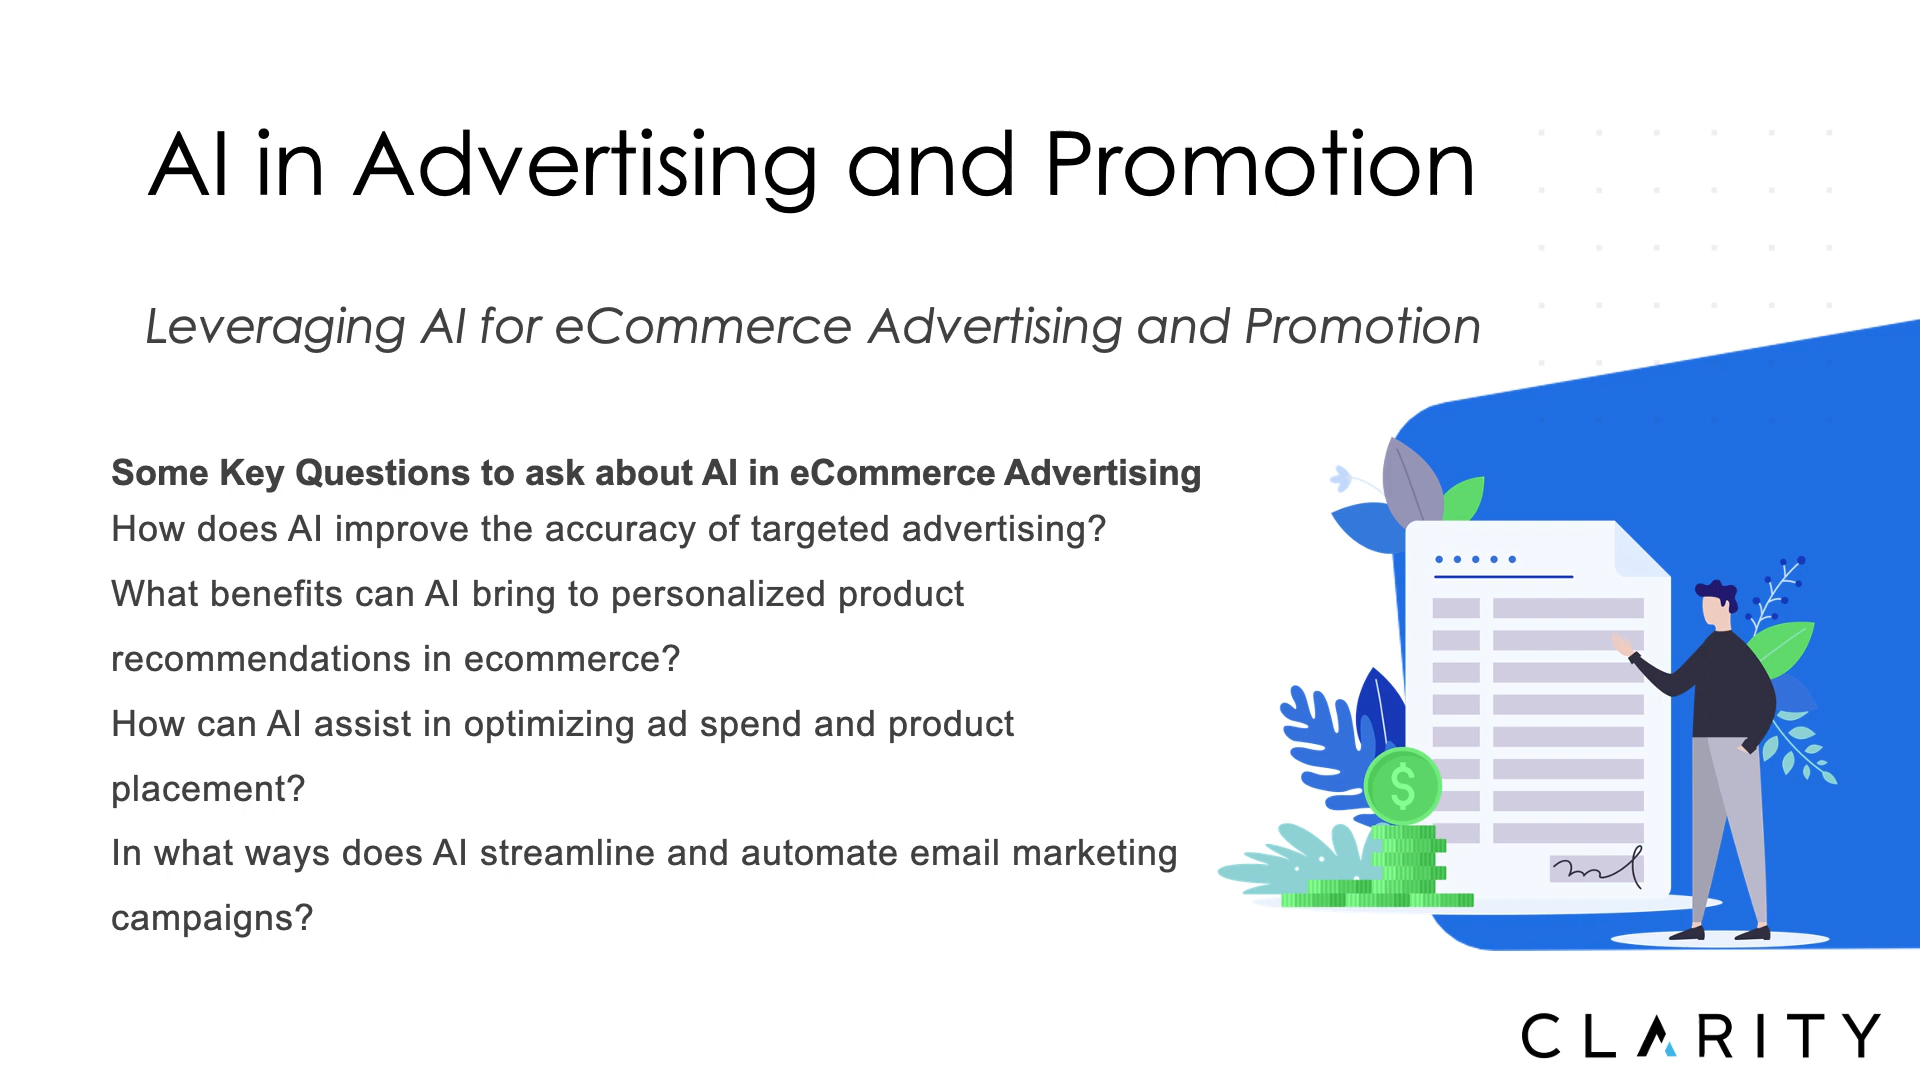 AI in Advertising and Promotion
Leveraging AI for eCommerce Advertising and Promotion
Some Key Questions to ask about AI in eCommerce Advertising
How does AI improve the accuracy of targeted advertising?
What benefits can AI bring to personalized product
recommendations in ecommerce?
How can AI assist in optimizing ad spend and product
placement?
In what ways does AI streamline and automate email marketing
campaigns?
$
CLARITY